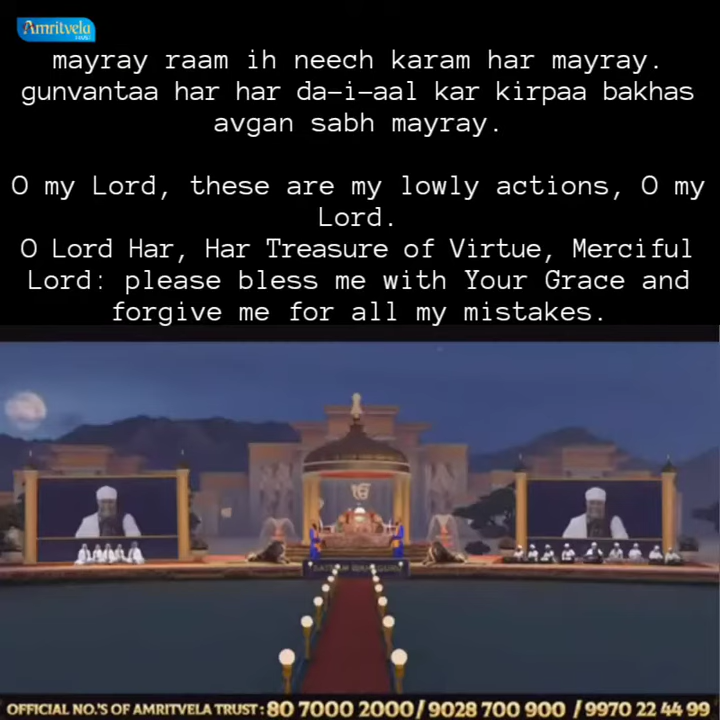 Amritvela
TRUST
mayray raam ih neech karam har mayray.
gunvantaa har har da-i-aal kar kirpaa bakhas
avgan sabh mayray.
O my Lord, these are my lowly actions, O my
Lord.
O Lord Har, Har Treasure of Virtue, Merciful
Lord: please bless me with Your Grace and
forgive me for all my mistakes.
ੴ
SATNAM WAHEGURU
OFFICIAL NO.'S OF AMRITVELA TRUST: 80 7000 2000/ 9028 700 900 / 9970 22 44 99